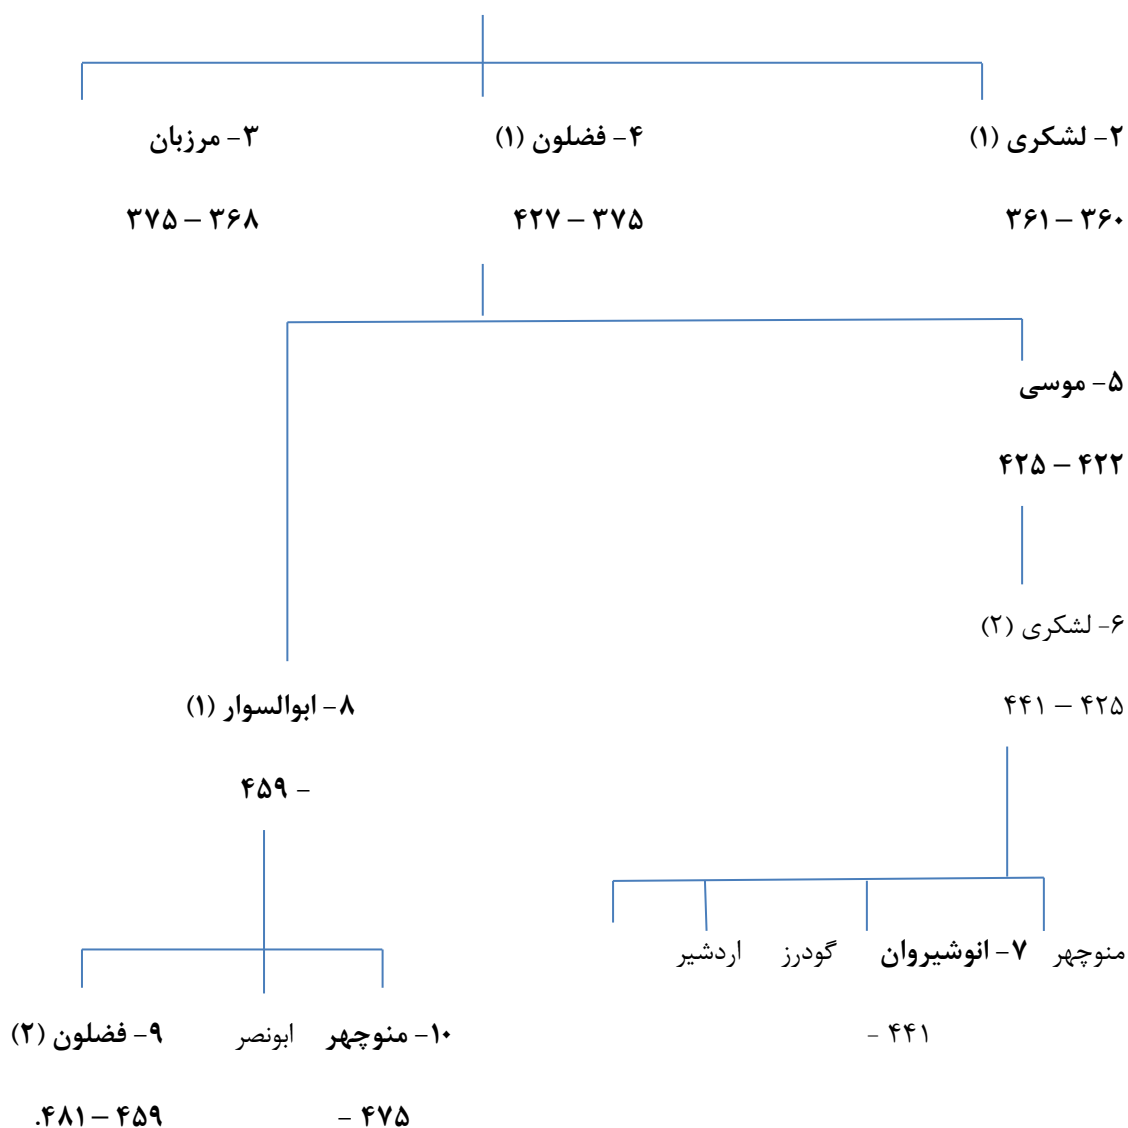 ۲- لشکری (۱) ۴- فضلون (۱) ۳- مرزبان
۳۶۰ – ۳۶۱ ۳۷۵ – ۴۲۷ ۳۶۸ – ۳۷۵
۵- موسی
۴۲۲ – ۴۲۵
۶- لشکری (۲)
۸- ابوالسوار (۱)
۴۲۵ – ۴۴۱
- ۴۵۹
منوچهر ۷- انوشیروان گودرز اردشیر
۴۴۱ -
۱۰- منوچهر ابونصر ۹- فضلون (۲)
۴۷۵ - ۴۵۹ – ۴۸۱.